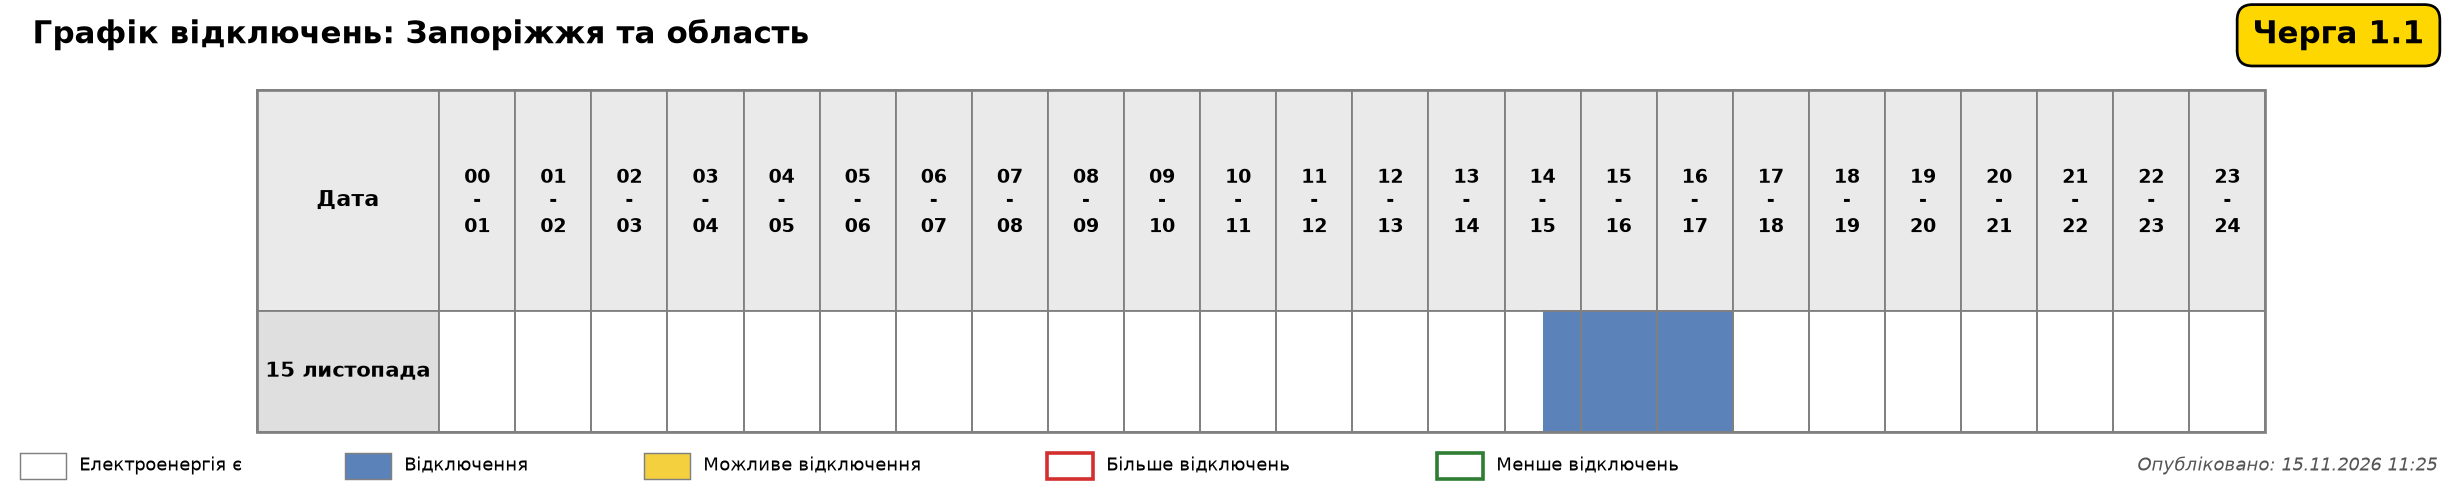 Графік відключень: Запоріжжя та область
Черга 1.1
Дата
00 - 01
01 - 02
02 - 03
03 - 04
04 - 05
05 - 06
06 - 07
07 - 08
08 - 09
09 - 10
10 - 11
11 - 12
12 - 13
13 - 14
14 - 15
15 - 16
16 - 17
17 - 18
18 - 19
19 - 20
20 - 21
21 - 22
22 - 23
23 - 24
15 листопада
Електроенергія є
Відключення
Можливе відключення
Більше відключень
Менше відключень
Опубліковано: 15.11.2026 11:25